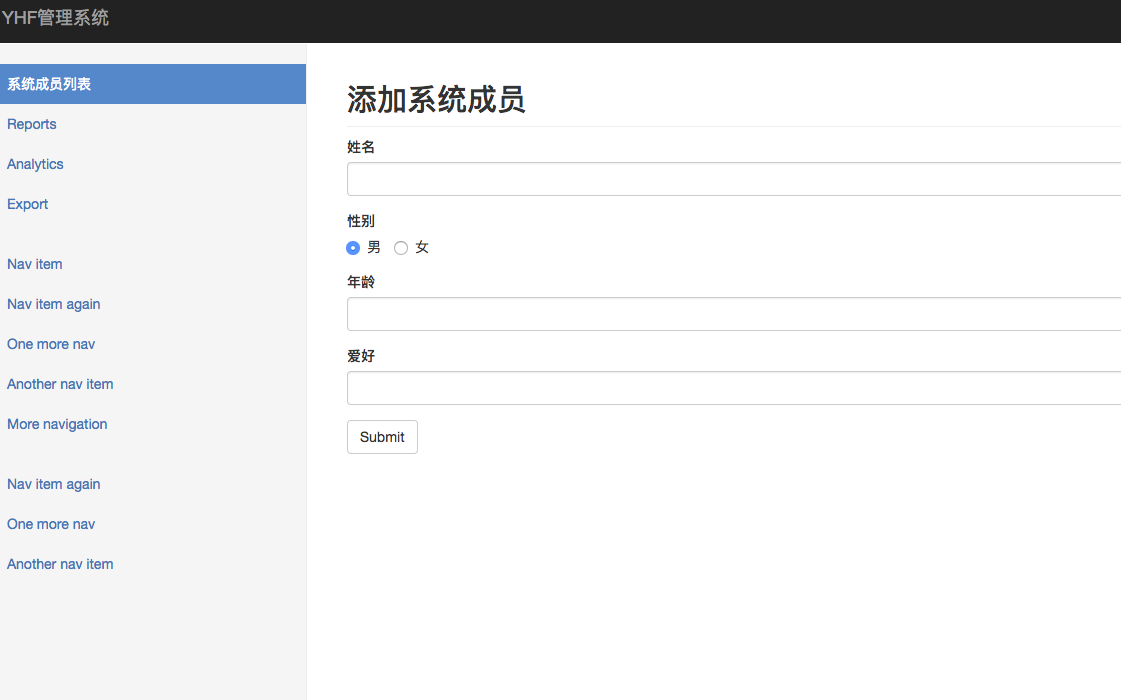 YHF管理系统
系统成员列表
Reports
Analytics
Export
Nav item
Nav item again
One more nav
Another nav item
More navigation
Nav item again
One more nav
Another nav item
添加系统成员
姓名
性别
男 女
年龄
爱好
Submit